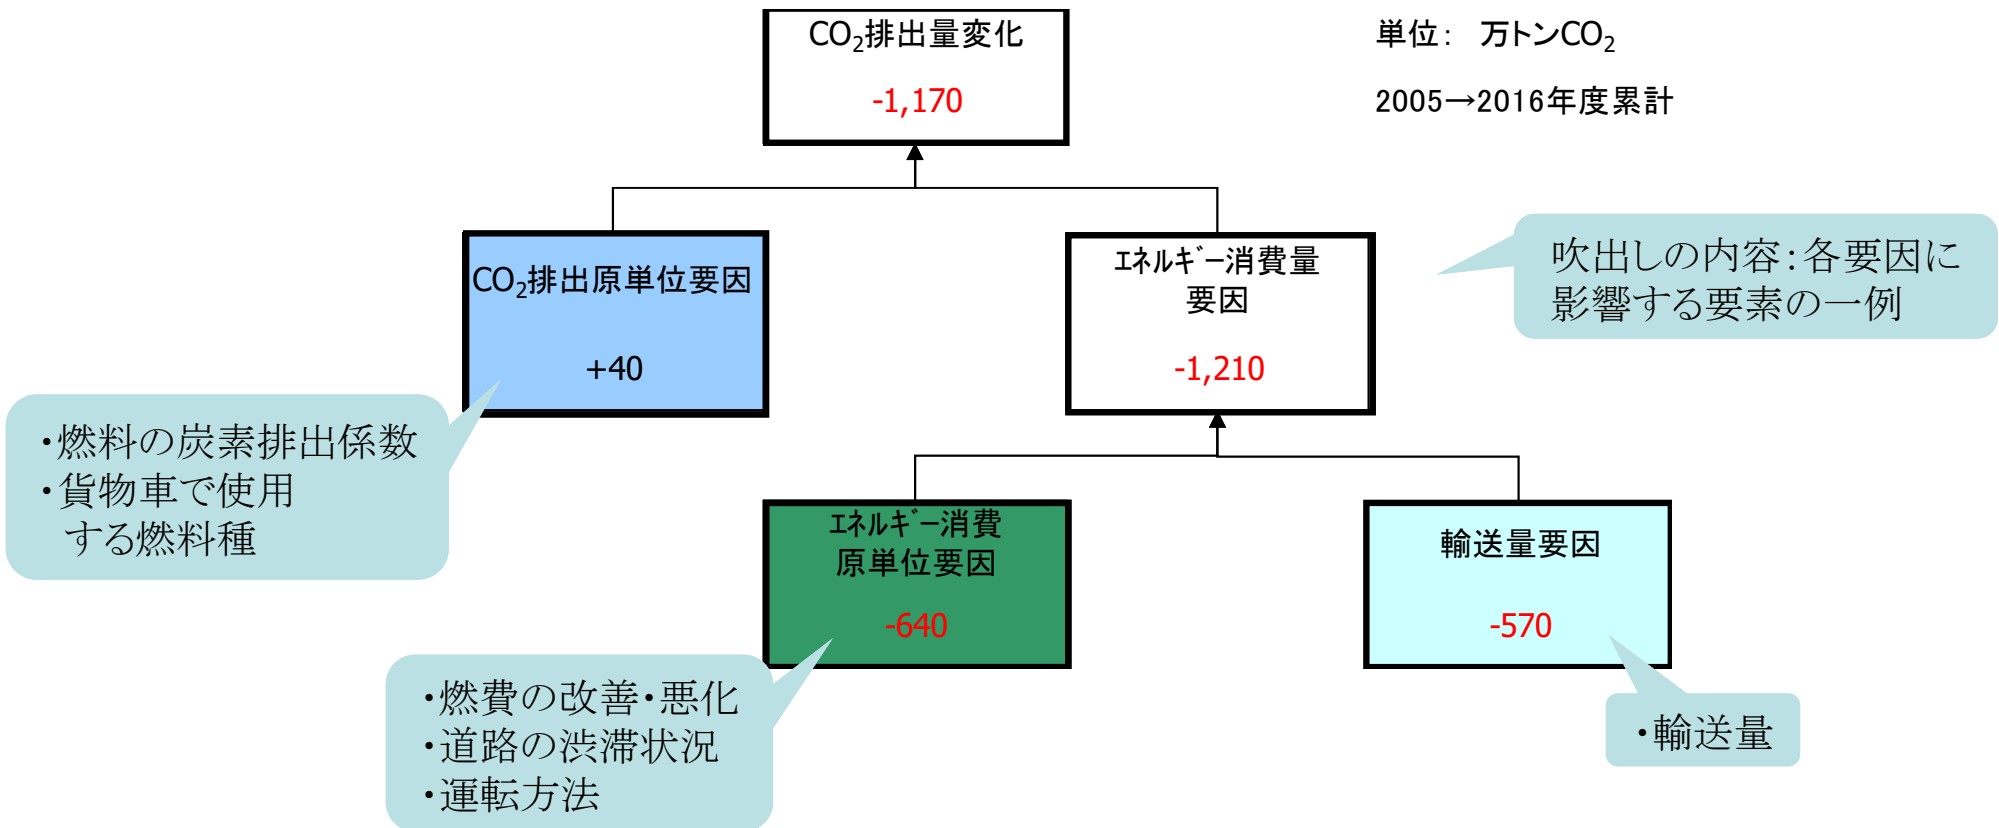 CO₂排出量変化
-1,170
単位： 万トンCO₂
2005→2016年度累計
CO₂排出原単位要因
+40
ｴﾈﾙｷﾞｰ消費量
要因
-1,210
吹出しの内容：各要因に
影響する要素の一例
・燃料の炭素排出係数
・貨物車で使用
する燃料種
ｴﾈﾙｷﾞｰ消費
原単位要因
-640
輸送量要因
-570
・燃費の改善・悪化
・道路の渋滞状況
・運転方法
・輸送量